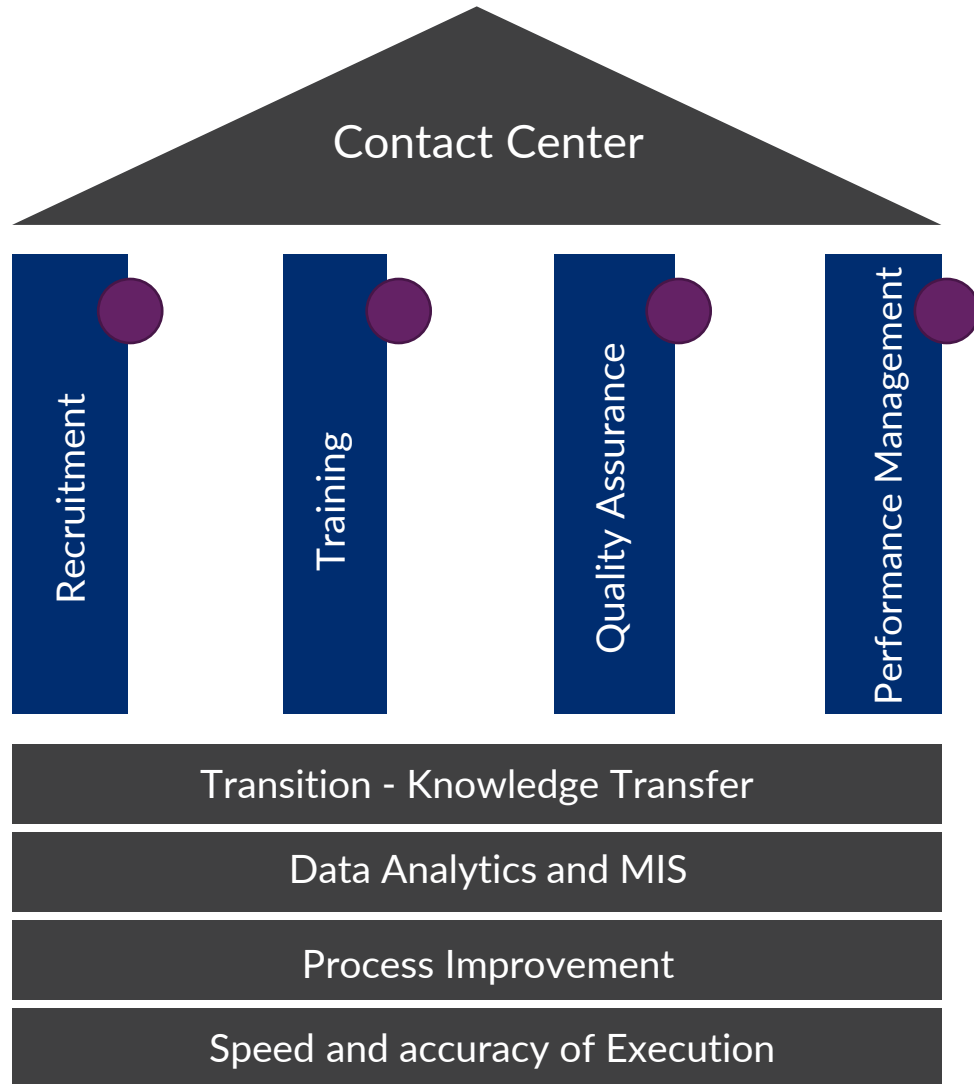 Contact Center
Recruitment
Training
Quality Assurance
Performance Management
Transition - Knowledge Transfer
Data Analytics and MIS
Process Improvement
Speed and accuracy of Execution